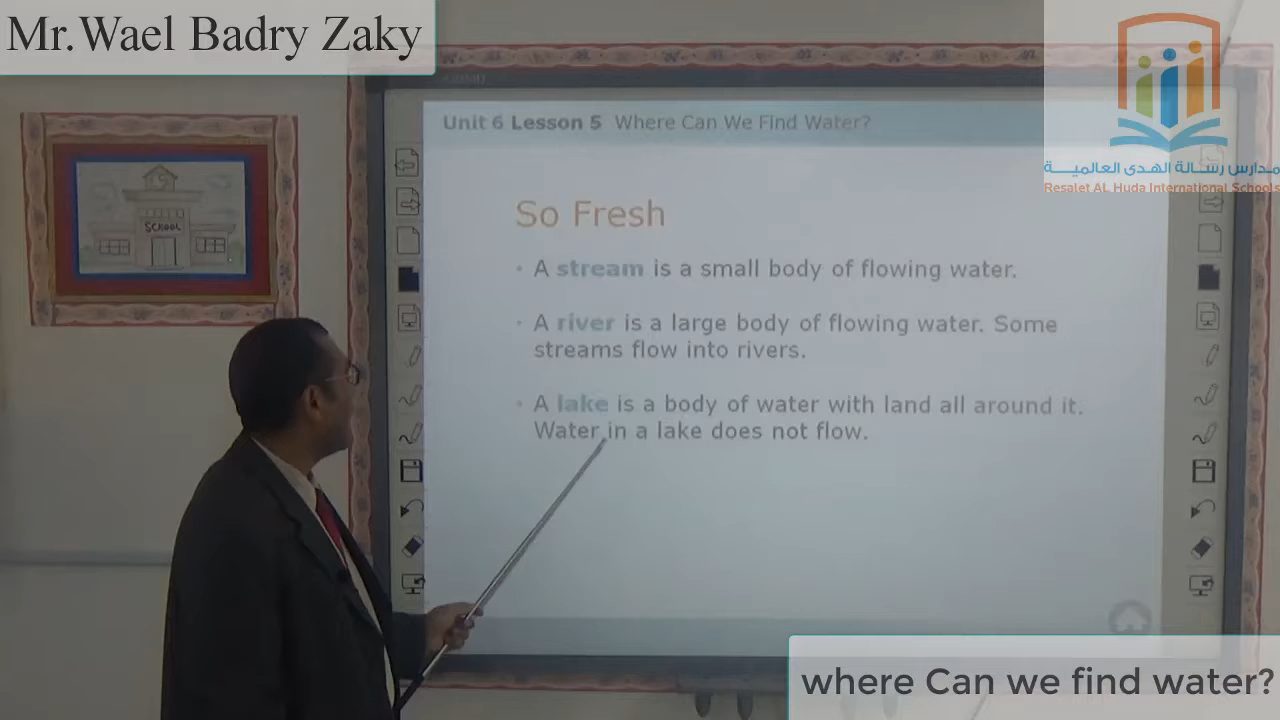 Mr.Wael Badry Zaky
مدارس رسالة الهدى العالمية
Resalet AL Huda International Schools
SCHOOL
Unit 6 Lesson 5 Where Can We Find Water?
So Fresh
• A stream is a small body of flowing water.
• A river is a large body of flowing water. Some
streams flow into rivers.
• A lake is a body of water with land all around it.
Water in a lake does not flow.
where Can we find water?